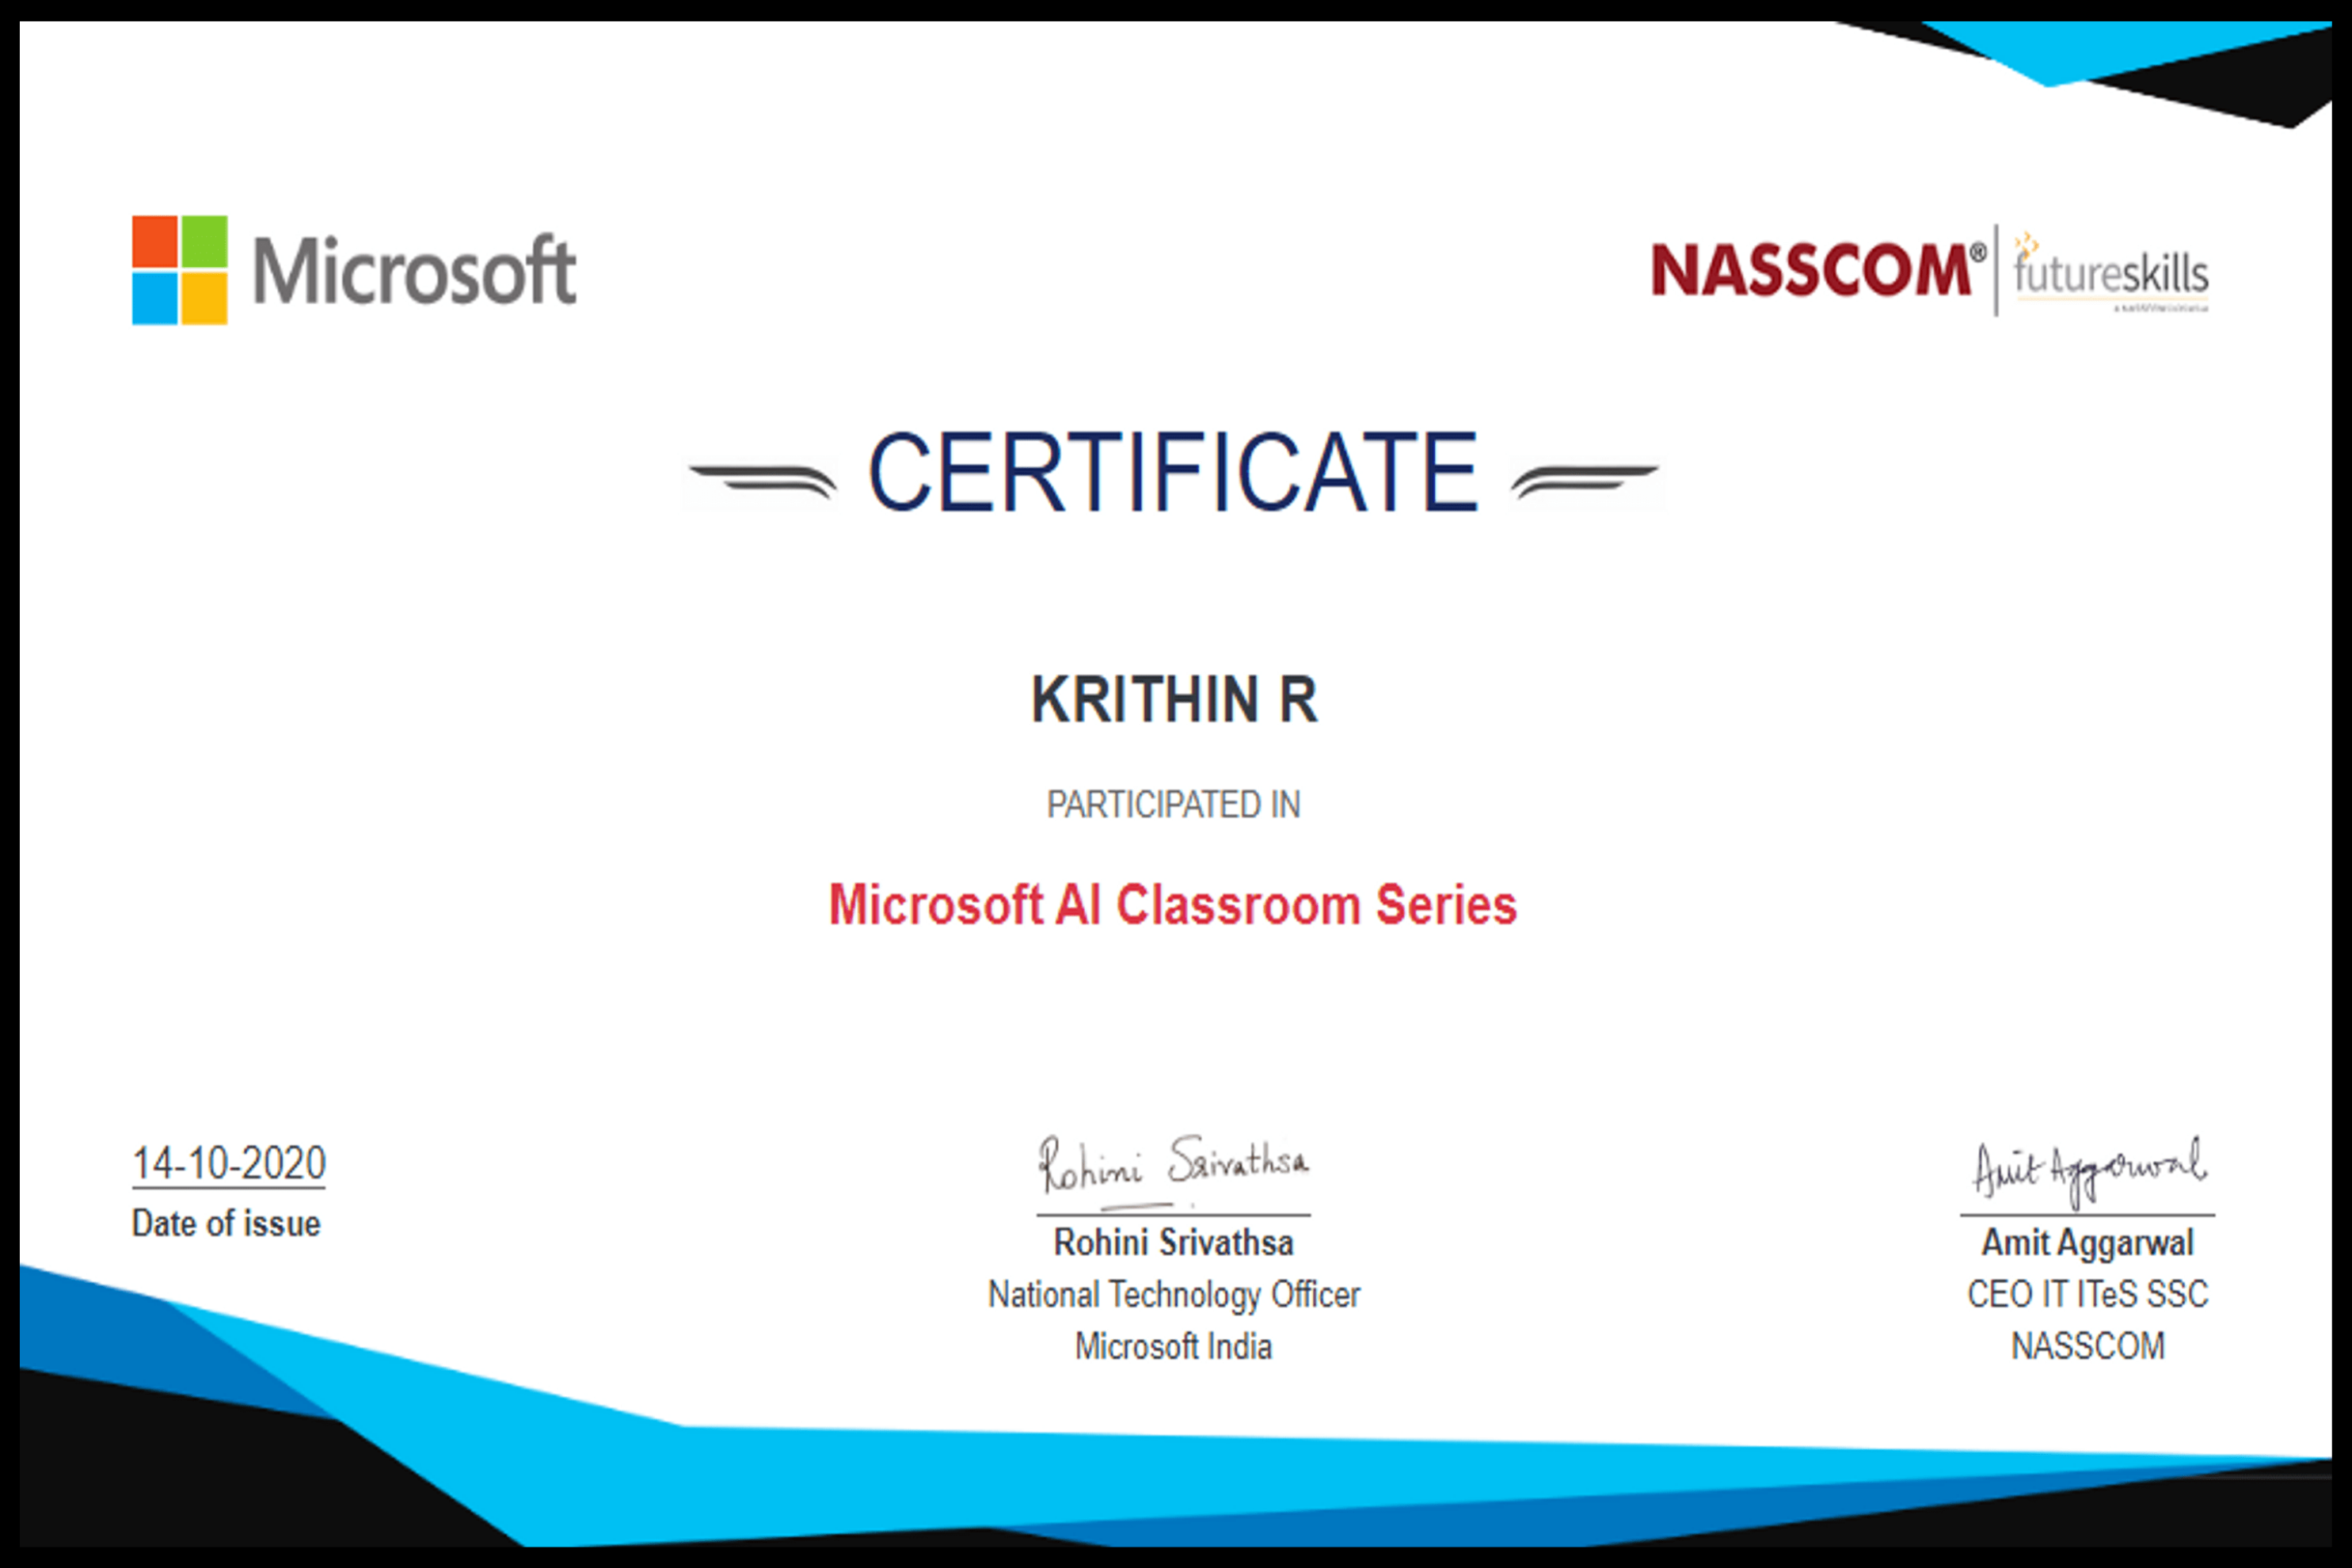 Microsoft
NASSCOM® futureskills
CERTIFICATE
KRITHIN R
PARTICIPATED IN
Microsoft AI Classroom Series
14-10-2020
Date of issue
Rohini Srivathsa
Rohini Srivathsa
National Technology Officer
Microsoft India
Amit Aggarwal
Amit Aggarwal
CEO IT ITeS SSC
NASSCOM